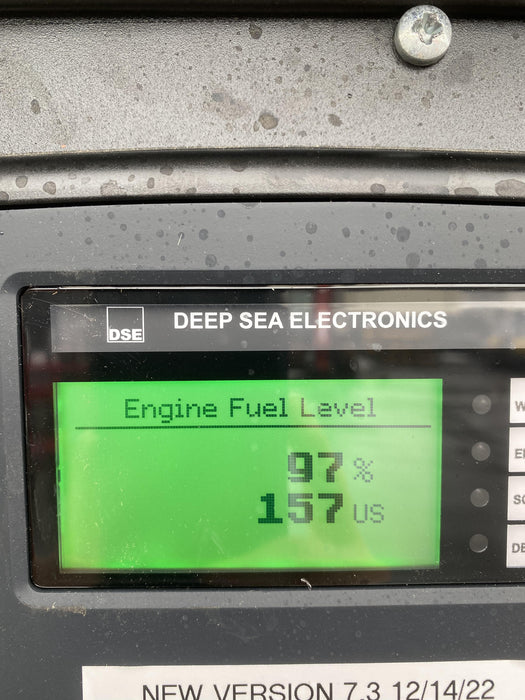 DSE
DEEP SEA ELECTRONICS
Engine Fuel Level
97 %
157 US
NEW VERSION 7.3 12/14/22